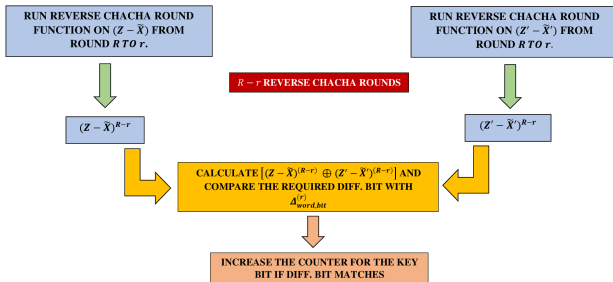 RUN REVERSE CHACHA ROUND
FUNCTION ON (Z − X̃) FROM
ROUND R TO r.
RUN REVERSE CHACHA ROUND
FUNCTION ON (Z′ − X̃′) FROM
ROUND R TO r.
R − r REVERSE CHACHA ROUNDS
(Z − X̃)^{R−r}
(Z′ − X̃′)^{R−r}
CALCULATE [(Z − X̃)^{(R−r)} ⊕ (Z′ − X̃′)^{(R−r)}] AND
COMPARE THE REQUIRED DIFF. BIT WITH
Δ^{(r)}_{word,bit}
INCREASE THE COUNTER FOR THE KEY
BIT IF DIFF. BIT MATCHES